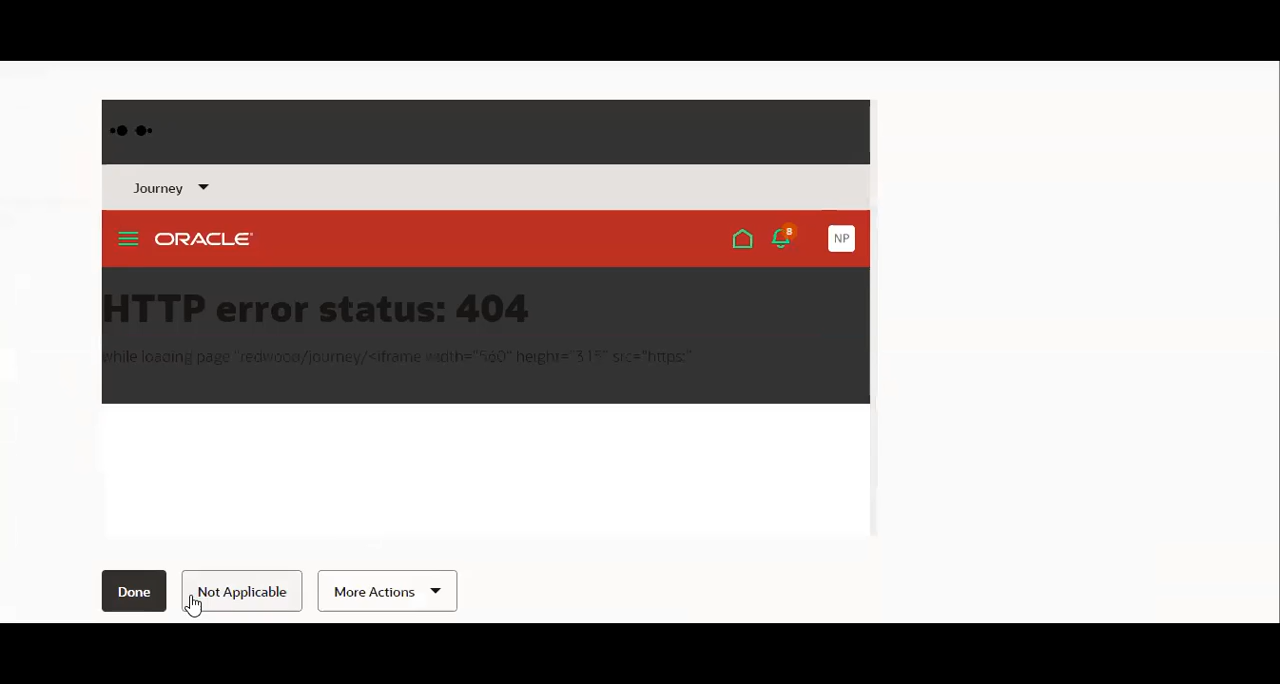 Journey
ORACLE
8
NP
HTTP error status: 404
while loading page "redwood/journey/<iframe width="560" height="315" src="https:"
Done
Not Applicable
More Actions